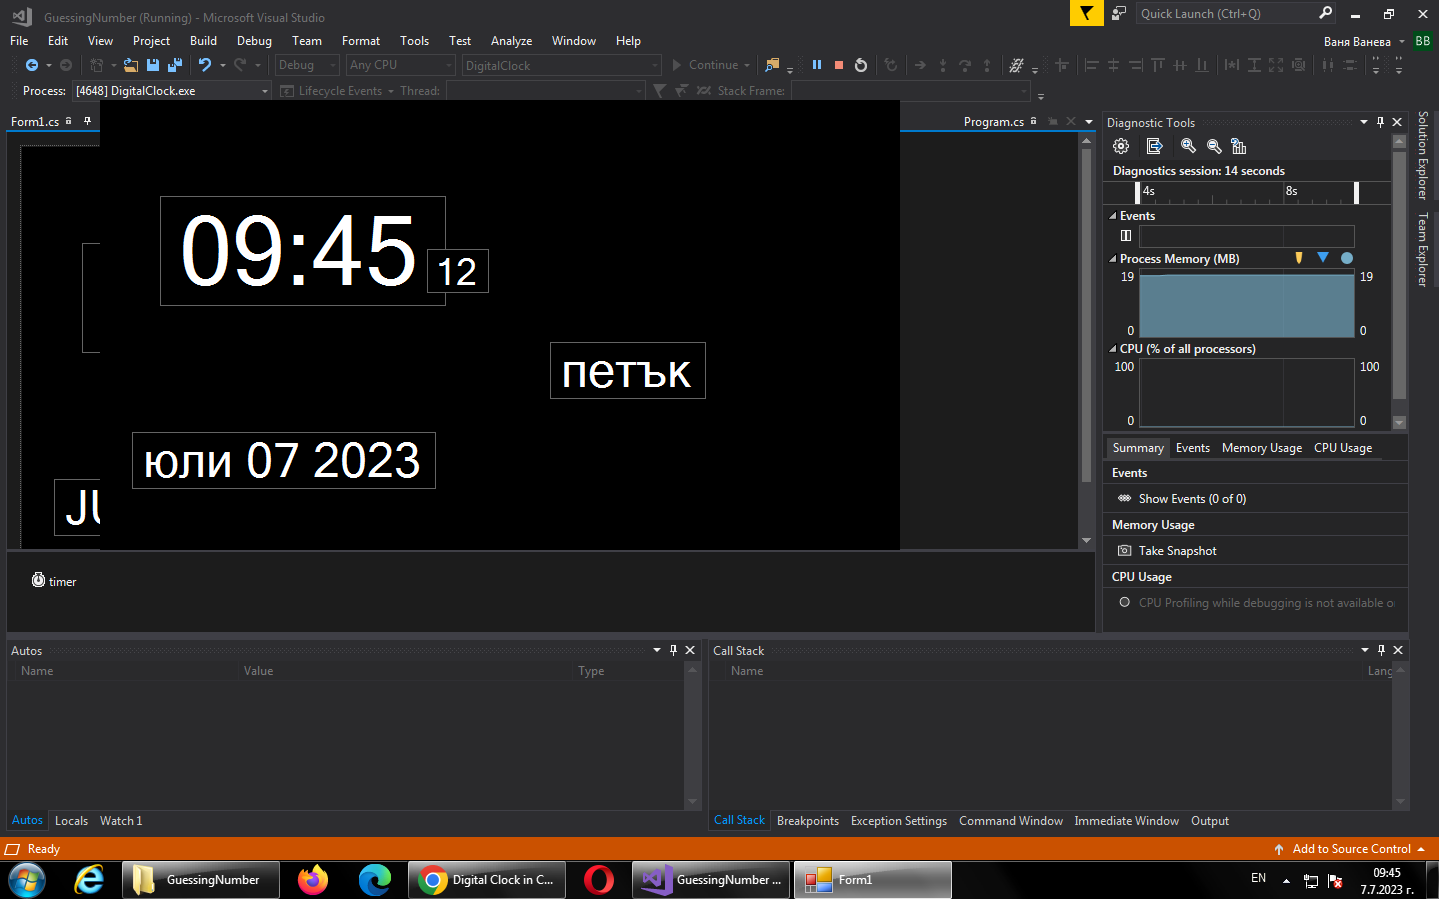 GuessingNumber (Running) - Microsoft Visual Studio
Quick Launch (Ctrl+Q)
File Edit View Project Build Debug Team Format Tools Test Analyze Window Help
Ваня Ванева BB
Debug Any CPU DigitalClock Continue
Process: [4648] DigitalClock.exe Lifecycle Events Thread: Stack Frame:
Form1.cs
Program.cs
09:45
12
петък
юли 07 2023
JU
timer
Diagnostic Tools
Diagnostics session: 14 seconds
4s 8s
Events
Process Memory (MB)
19 19
0 0
CPU (% of all processors)
100 100
0 0
Summary Events Memory Usage CPU Usage
Events
Show Events (0 of 0)
Memory Usage
Take Snapshot
CPU Usage
CPU Profiling while debugging is not available o
Solution Explorer
Team Explorer
Autos
Name Value Type
Autos Locals Watch 1
Call Stack
Name Lang
Call Stack Breakpoints Exception Settings Command Window Immediate Window Output
Ready
Add to Source Control
GuessingNumber
Digital Clock in C...
GuessingNumber ...
Form1
EN
09:45
7.7.2023 г.